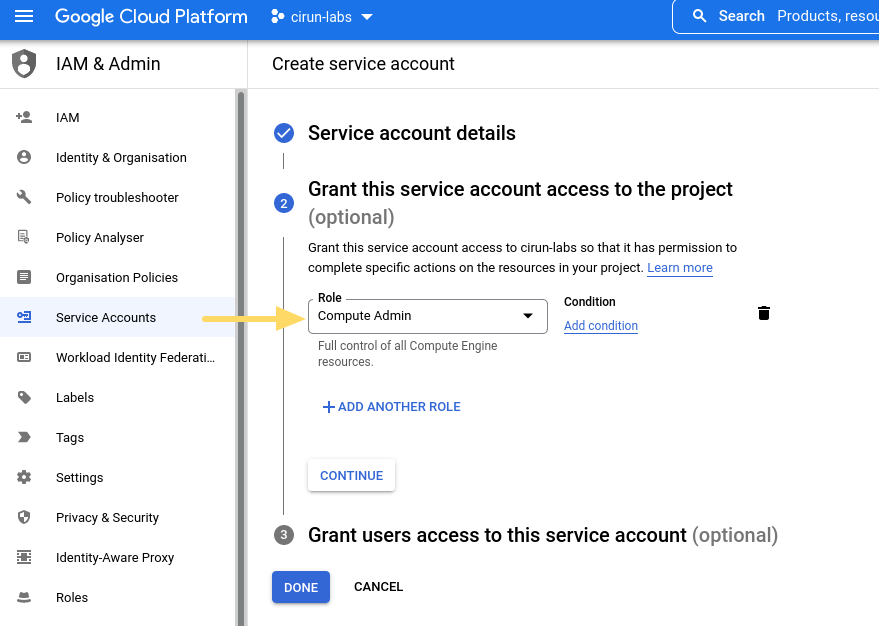 Google Cloud Platform
cirun-labs
Search Products, resou
IAM & Admin
Create service account
IAM
Identity & Organisation
Policy troubleshooter
Policy Analyser
Organisation Policies
Service Accounts
Workload Identity Federati...
Labels
Tags
Settings
Privacy & Security
Identity-Aware Proxy
Roles
Service account details
2
Grant this service account access to the project
(optional)
Grant this service account access to cirun-labs so that it has permission to
complete specific actions on the resources in your project. Learn more
Role
Compute Admin
Full control of all Compute Engine
resources.
Condition
Add condition
ADD ANOTHER ROLE
CONTINUE
3
Grant users access to this service account (optional)
DONE
CANCEL